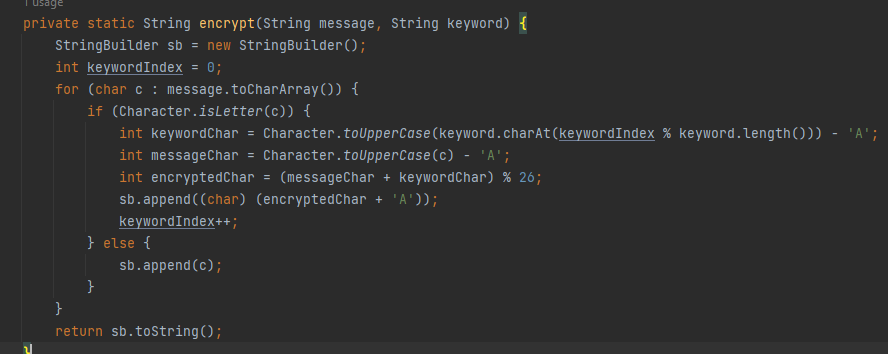 1 usage
private static String encrypt(String message, String keyword) {
    StringBuilder sb = new StringBuilder();
    int keywordIndex = 0;
    for (char c : message.toCharArray()) {
        if (Character.isLetter(c)) {
            int keywordChar = Character.toUpperCase(keyword.charAt(keywordIndex % keyword.length())) - 'A';
            int messageChar = Character.toUpperCase(c) - 'A';
            int encryptedChar = (messageChar + keywordChar) % 26;
            sb.append((char) (encryptedChar + 'A'));
            keywordIndex++;
        } else {
            sb.append(c);
        }
    }
    return sb.toString();
}